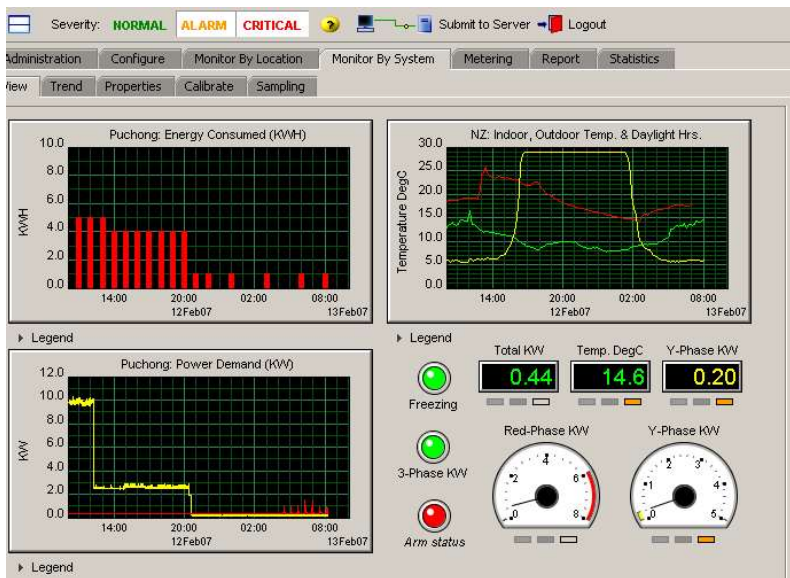 Severity: NORMAL ALARM CRITICAL ? Submit to Server Logout
Administration Configure Monitor By Location Monitor By System Metering Report Statistics
View Trend Properties Calibrate Sampling
Puchong: Energy Consumed (KWH)
10.0
8.0
6.0
4.0
2.0
0.0
KWH
14:00 20:00 02:00 08:00
12Feb07 13Feb07
Legend
NZ: Indoor, Outdoor Temp. & Daylight Hrs.
30.0
25.0
20.0
15.0
10.0
5.0
0.0
Temperature DegC
14:00 20:00 02:00 08:00
12Feb07 13Feb07
Legend
Puchong: Power Demand (KW)
12.0
10.0
8.0
6.0
4.0
2.0
0.0
KW
14:00 20:00 02:00 08:00
12Feb07 13Feb07
Legend
Freezing
3-Phase KW
Arm status
Total KW Temp. DegC Y-Phase KW
0.44 14.6 0.20
Red-Phase KW
0 2 4 6 8
Y-Phase KW
0 1 2 3 4 5